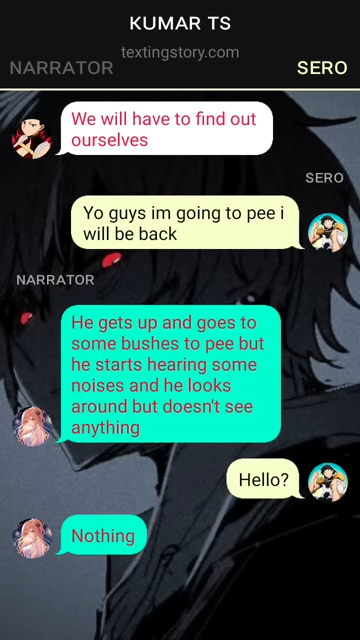 KUMAR TS
textingstory.com
NARRATOR
SERO
We will have to find out
ourselves
SERO
Yo guys im going to pee i
will be back
NARRATOR
He gets up and goes to
some bushes to pee but
he starts hearing some
noises and he looks
around but doesn't see
anything
Hello?
Nothing